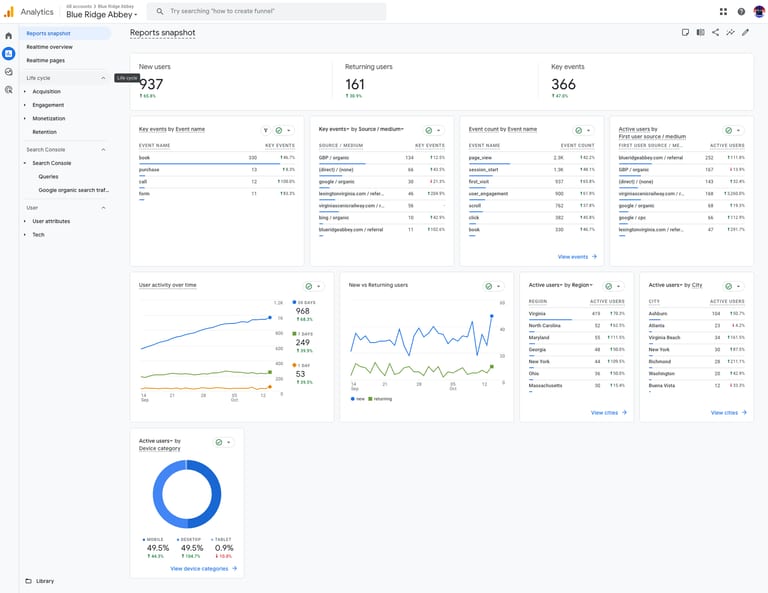 Analytics
All accounts > Blue Ridge Abbey
Blue Ridge Abbey
Try searching "how to create funnel"
Reports snapshot
Realtime overview
Realtime pages
Life cycle
Acquisition
Engagement
Monetization
Retention
Search Console
Search Console
Queries
Google organic search traf...
User
User attributes
Tech
Library
Life cycle
Reports snapshot
New users
937
65.8%
Returning users
161
38.9%
Key events
366
47.6%
Key events by Event name
EVENT NAME KEY EVENTS
book 330 46.7%
purchase 13 8.3%
call 12 100.0%
form 11 83.3%
Key events by Source / medium
SOURCE / MEDIUM KEY EVENTS
GBP / organic 134 12.6%
(direct) / (none) 66 43.5%
google / organic 30 21.3%
lexingtonvirginia.com / refer... 46 206.9%
virginiascenicrailway.com / r... 56 -
bing / organic 10 42.9%
blueridgeabbey.com / referral 11 102.6%
Event count by Event name
EVENT NAME EVENT COUNT
page_view 2.3K 42.2%
session_start 1.3K 48.1%
first_visit 937 65.8%
user_engagement 900 61.9%
scroll 762 37.8%
click 382 40.8%
book 330 46.7%
View events
Active users by
First user source / medium
FIRST USER SOURCE / ME... ACTIVE USERS
blueridgeabbey.com / referral 252 111.8%
GBP / organic 167 13.9%
(direct) / (none) 143 32.4%
virginiascenicrailway.com / r... 168 3,260.0%
google / organic 68 19.3%
google / cpc 66 112.9%
lexingtonvirginia.com / refer... 47 291.7%
User activity over time
1.2K
1K
800
600
400
200
0
14
Sep
21
28
05
Oct
12
28 DAYS
968
68.3%
7 DAYS
249
39.9%
1 DAY
53
39.5%
New vs Returning users
60
40
20
0
14
Sep
21
28
05
Oct
12
new returning
Active users by Region
REGION ACTIVE USERS
Virginia 419 70.3%
North Carolina 52 62.5%
Maryland 55 111.5%
Georgia 48 50.0%
New York 44 109.5%
Ohio 36 50.0%
Massachusetts 30 15.4%
View cities
Active users by City
CITY ACTIVE USERS
Ashburn 104 50.7%
Atlanta 23 4.2%
Virginia Beach 34 161.5%
New York 30 87.5%
Richmond 28 211.1%
Washington 20 42.9%
Buena Vista 12 33.3%
View cities
Active users by
Device category
MOBILE DESKTOP TABLET
49.5% 49.5% 0.9%
44.3% 104.7% 10.0%
View device categories